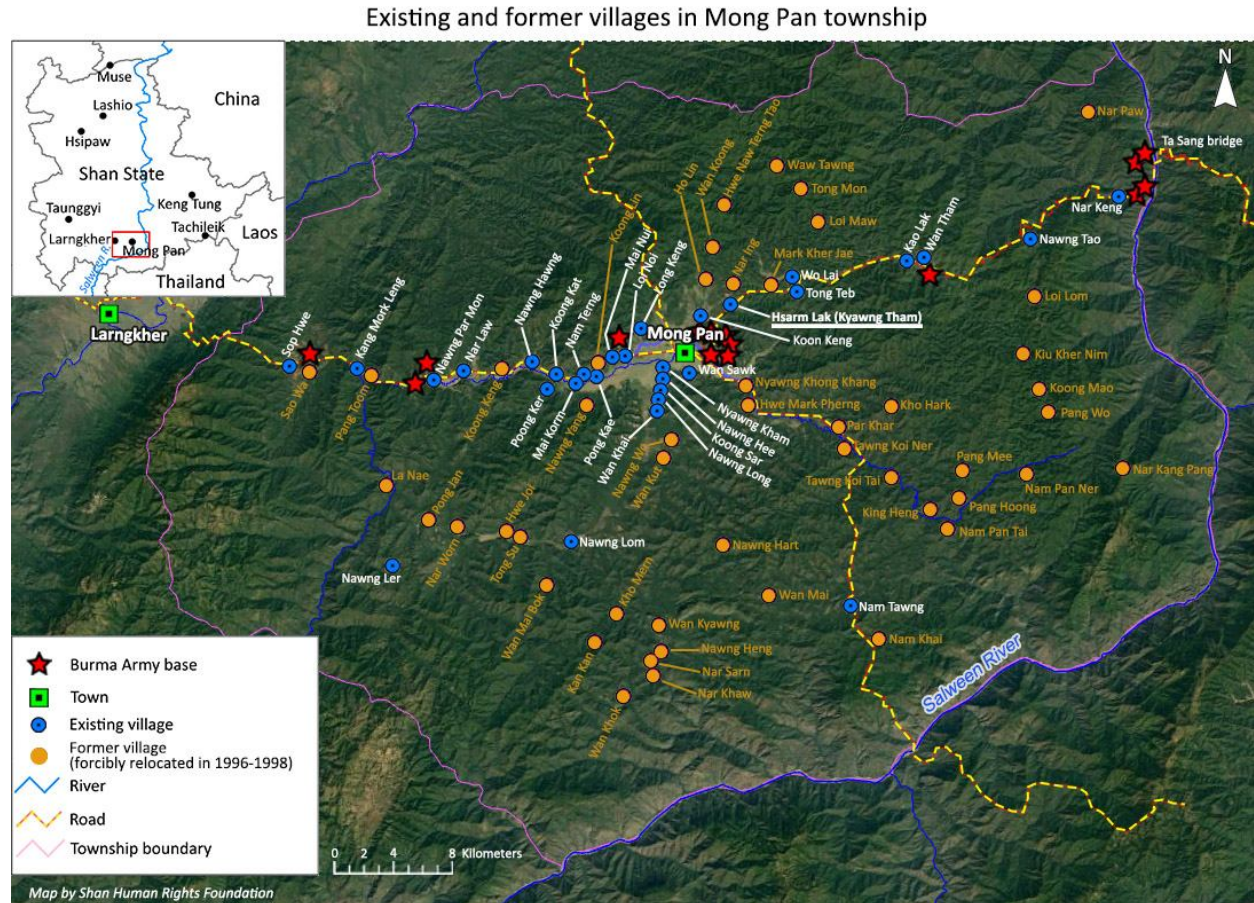 Existing and former villages in Mong Pan township
Muse
Lashio
China
Hsipaw
Shan State
Keng Tung
Taunggyi
Tachileik
Laos
Larngkher
Mong Pan
Salween R.
Thailand
N
Nar Paw
Ta Sang bridge
Waw Tawng
Tong Mon
Loi Maw
Hwe Naw Terng Tao
Wan Koong
Ho Lin
Nar Keng
Nawng Tao
Kao Lak
Wan Tham
Koong Lin
Mai Nui
Loi Noi
Tong Keng
Nar Ing
Mark Kher Jae
Wo Lai
Tong Teb
Hsarm Lak (Kyawng Tham)
Koon Keng
Loi Lom
Larngkher
Sop Hwe
Sao Wa
Kang Mork Leng
Pang Toom
Nawng Par Mon
Nar Law
Koong Keng
Nawng Hawng
Koong Kat
Nam Terng
Mong Pan
Wan Sawk
Poong Ker
Mai Korm
Nawng Yang
Pong Kae
Wan Khai
Nyawng Kham
Nawng Hee
Koong Sar
Nawng Long
Nawng Wo
Wan Kut
Nyawng Khong Khang
Hwe Mark Pherng
Kiu Kher Nim
Koong Mao
Pang Wo
Kho Hark
Par Khar
Tawng Koi Ner
Tawng Koi Tai
Pang Mee
Nar Kang Pang
Nam Pan Ner
Pang Hoong
King Heng
Nam Pan Tai
La Nae
Pong Jan
Nar Worn
Hwe Joi
Tong Su
Nawng Lom
Nawng Hart
Nawng Ler
Wan Mai Bok
Kho Mem
Wan Mai
Nam Tawng
Nam Khai
Wan Kyawng
Nawng Heng
Nar Sarn
Nar Khaw
Kan Kan
Wan Khok
Salween River
Burma Army base
Town
Existing village
Former village
(forcibly relocated in 1996-1998)
River
Road
Township boundary
0 2 4 8 Kilometers
Map by Shan Human Rights Foundation